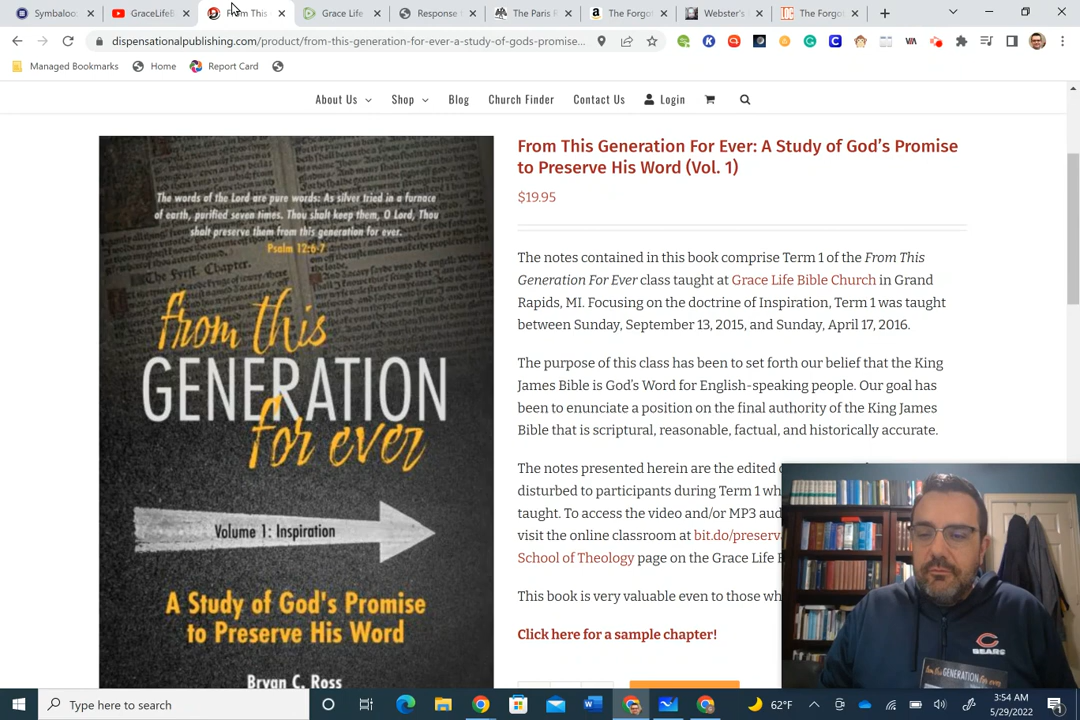 Symbaloo
GraceLifeB
From This
Grace Life
Response
The Paris R
The Forgo
Webster's
The Forgo
dispensationalpublishing.com/product/from-this-generation-for-ever-a-study-of-gods-promise...
Managed Bookmarks
Home
Report Card
About Us
Shop
Blog
Church Finder
Contact Us
Login
The words of the Lord are pure words: As silver tried in a furnace
of earth, purified seven times. Thou shalt keep them, O Lord, Thou
shalt preserve them from this generation for ever.
Psalm 12:6-7
from this
GENERATION
for ever
Volume 1: Inspiration
A Study of God's Promise
to Preserve His Word
Bryan C. Ross
From This Generation For Ever: A Study of God's Promise
to Preserve His Word (Vol. 1)
$19.95
The notes contained in this book comprise Term 1 of the From This
Generation For Ever class taught at Grace Life Bible Church in Grand
Rapids, MI. Focusing on the doctrine of Inspiration, Term 1 was taught
between Sunday, September 13, 2015, and Sunday, April 17, 2016.
The purpose of this class has been to set forth our belief that the King
James Bible is God's Word for English-speaking people. Our goal has
been to enunciate a position on the final authority of the King James
Bible that is scriptural, reasonable, factual, and historically accurate.
The notes presented herein are the edited
disturbed to participants during Term 1 wh
taught. To access the video and/or MP3 aud
visit the online classroom at bit.do/preserv
School of Theology page on the Grace Life
This book is very valuable even to those wh
Click here for a sample chapter!
BEARS
from this GENERATION for ever
Type here to search
62°F
3:54 AM
5/29/2022